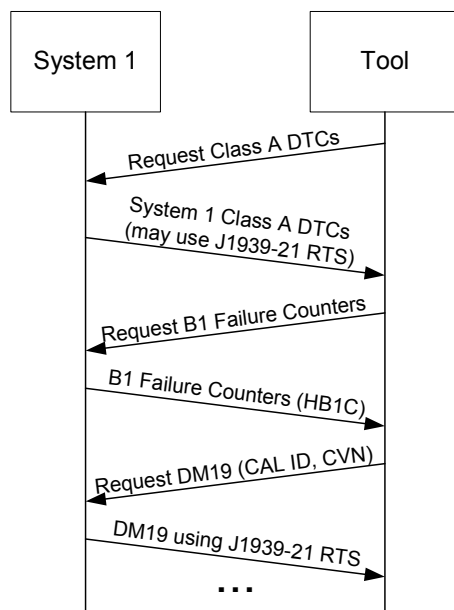 System 1
Tool
Request Class A DTCs
System 1 Class A DTCs
(may use J1939-21 RTS)
Request B1 Failure Counters
B1 Failure Counters (HB1C)
Request DM19 (CAL ID, CVN)
DM19 using J1939-21 RTS
...